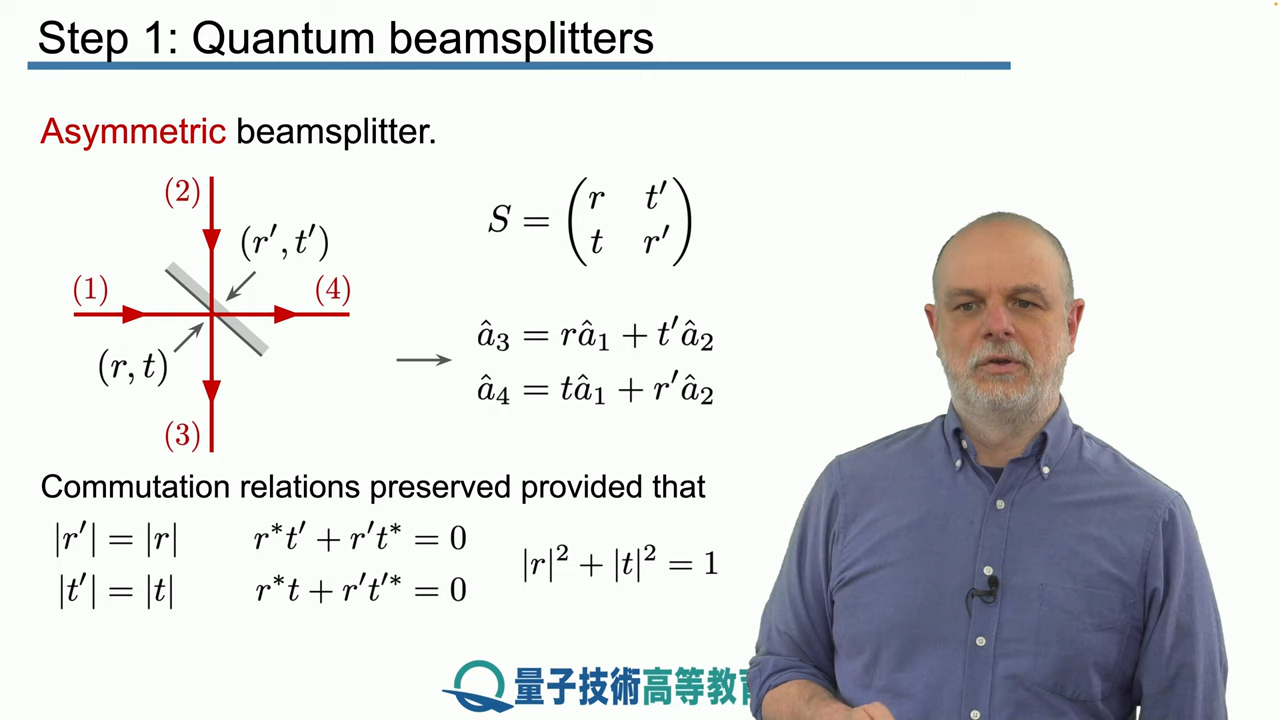 Step 1: Quantum beamsplitters
Asymmetric beamsplitter.
(2)
(r′, t′)
(1)
(4)
(r, t)
(3)
S = (r t′
t r′)
â₃ = râ₁ + t′â₂
â₄ = tâ₁ + r′â₂
Commutation relations preserved provided that
|r′| = |r| r*t′ + r′t* = 0
|r|² + |t|² = 1
|t′| = |t| r*t + r′t′* = 0
量子技術高等教